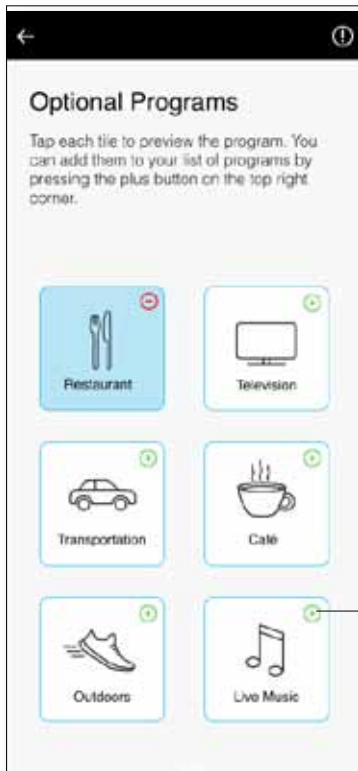 Optional Programs
Tap each tile to preview the program. You
can add them to your list of programs by
pressing the plus button on the top right
corner.
Restaurant
Television
Transportation
Café
Outdoors
Live Music